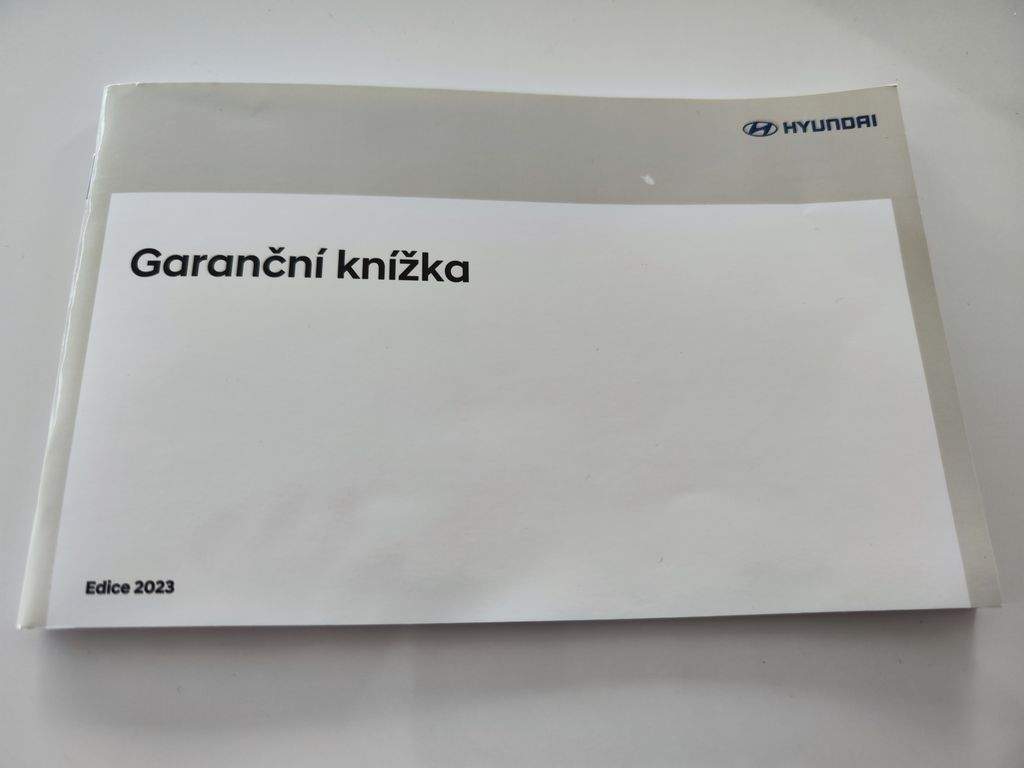 HYUNDAI
Garanční knížka
Edice 2023